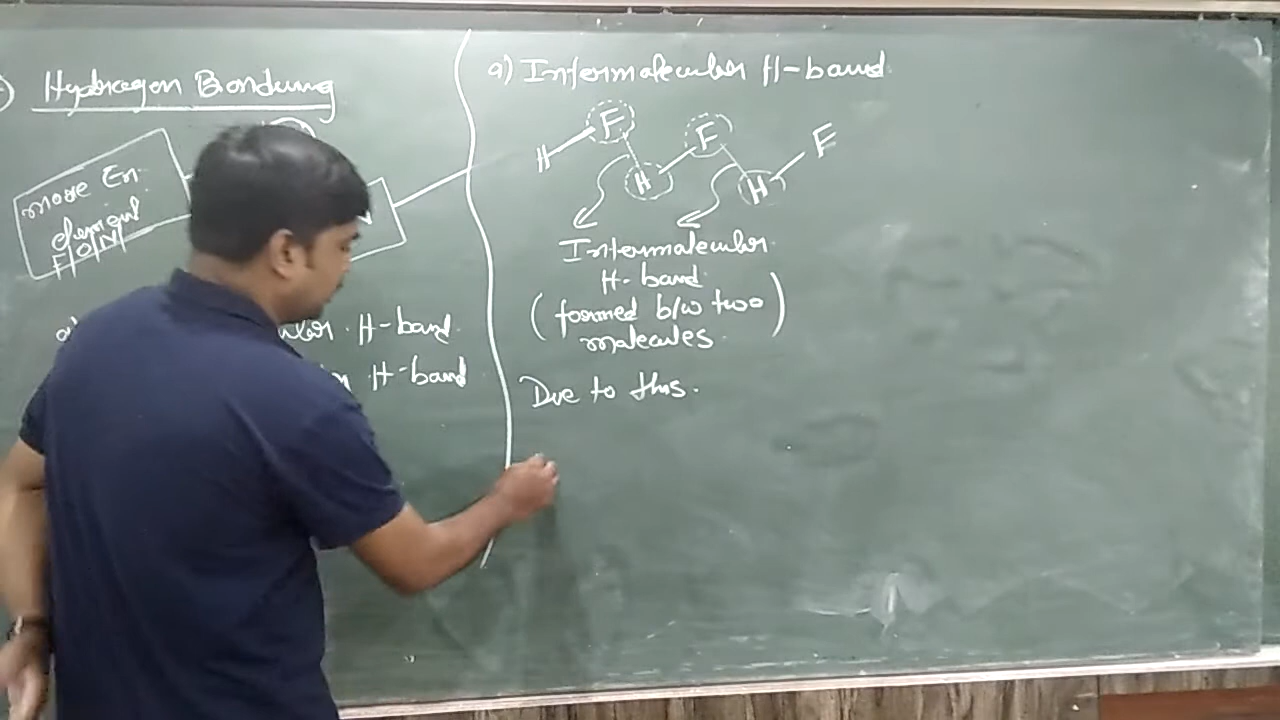 Hydrogen Bonding
more En.
element
F/O/N
H-band
H-band
a) Intermolecular H-band
H F F F
H H
Intermolecular
H-band
(formed b/w two)
molecules.
Due to this.